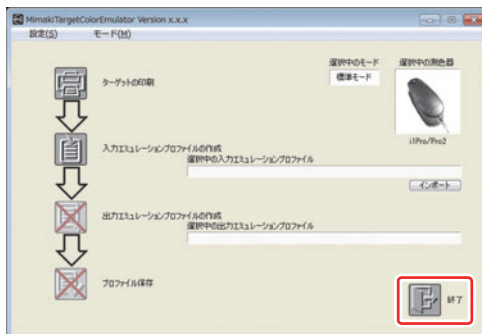 MimakiTargetColorEmulator Version x.x.x
設定(S) モード(M)
選択中のモード 選択中の測色器
標準モード
ターゲットの印刷
i1Pro/Pro2
入力エミュレーションプロファイルの作成
選択中の入力エミュレーションプロファイル
インポート
出力エミュレーションプロファイルの作成
選択中の出力エミュレーションプロファイル
プロファイル保存
終了